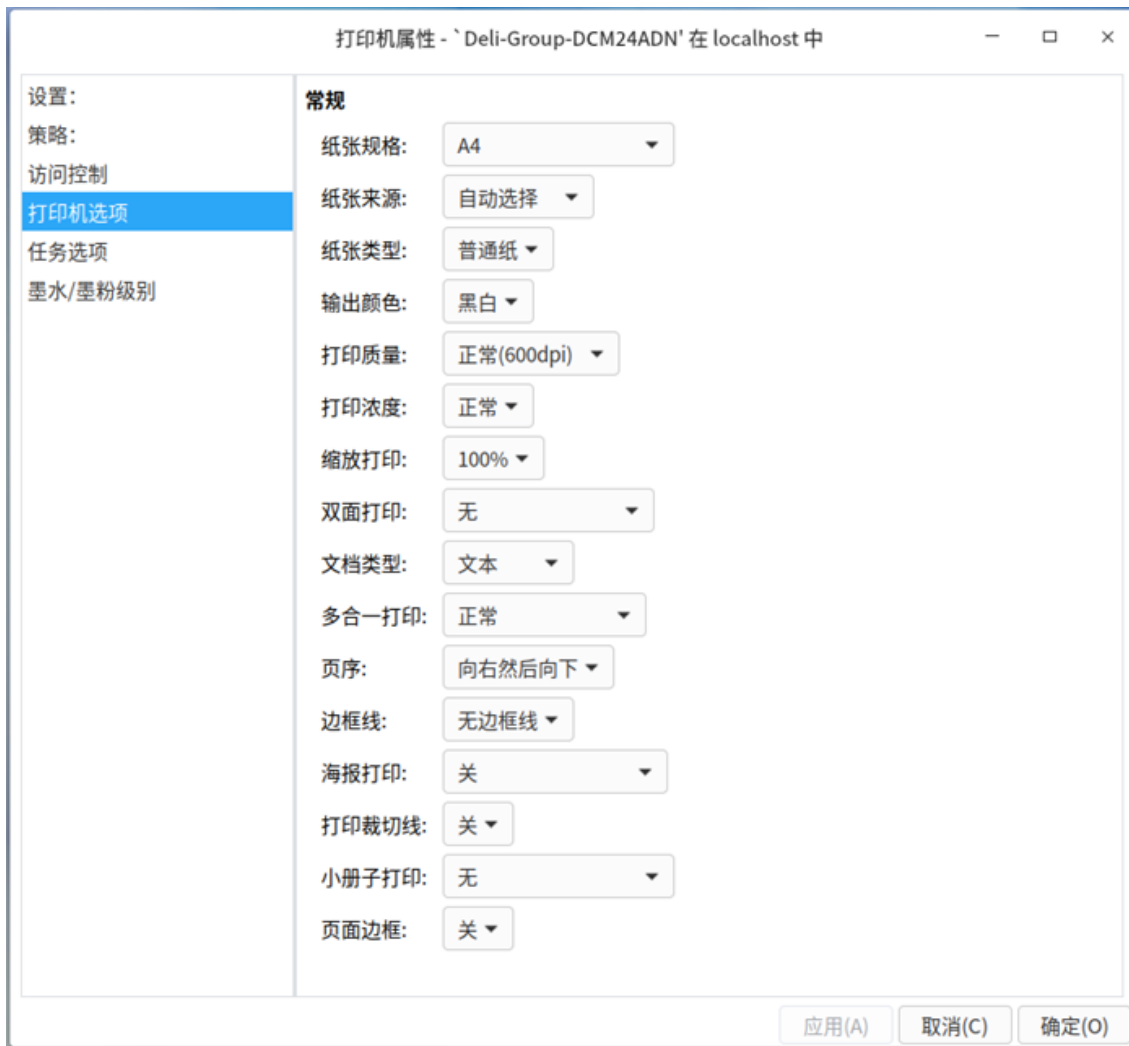 打印机属性 - `Deli-Group-DCM24ADN' 在 localhost 中
设置:
策略:
访问控制
打印机选项
任务选项
墨水/墨粉级别
常规
纸张规格: A4
纸张来源: 自动选择
纸张类型: 普通纸
输出颜色: 黑白
打印质量: 正常(600dpi)
打印浓度: 正常
缩放打印: 100%
双面打印: 无
文档类型: 文本
多合一打印: 正常
页序: 向右然后向下
边框线: 无边框线
海报打印: 关
打印裁切线: 关
小册子打印: 无
页面边框: 关
应用(A) 取消(C) 确定(O)